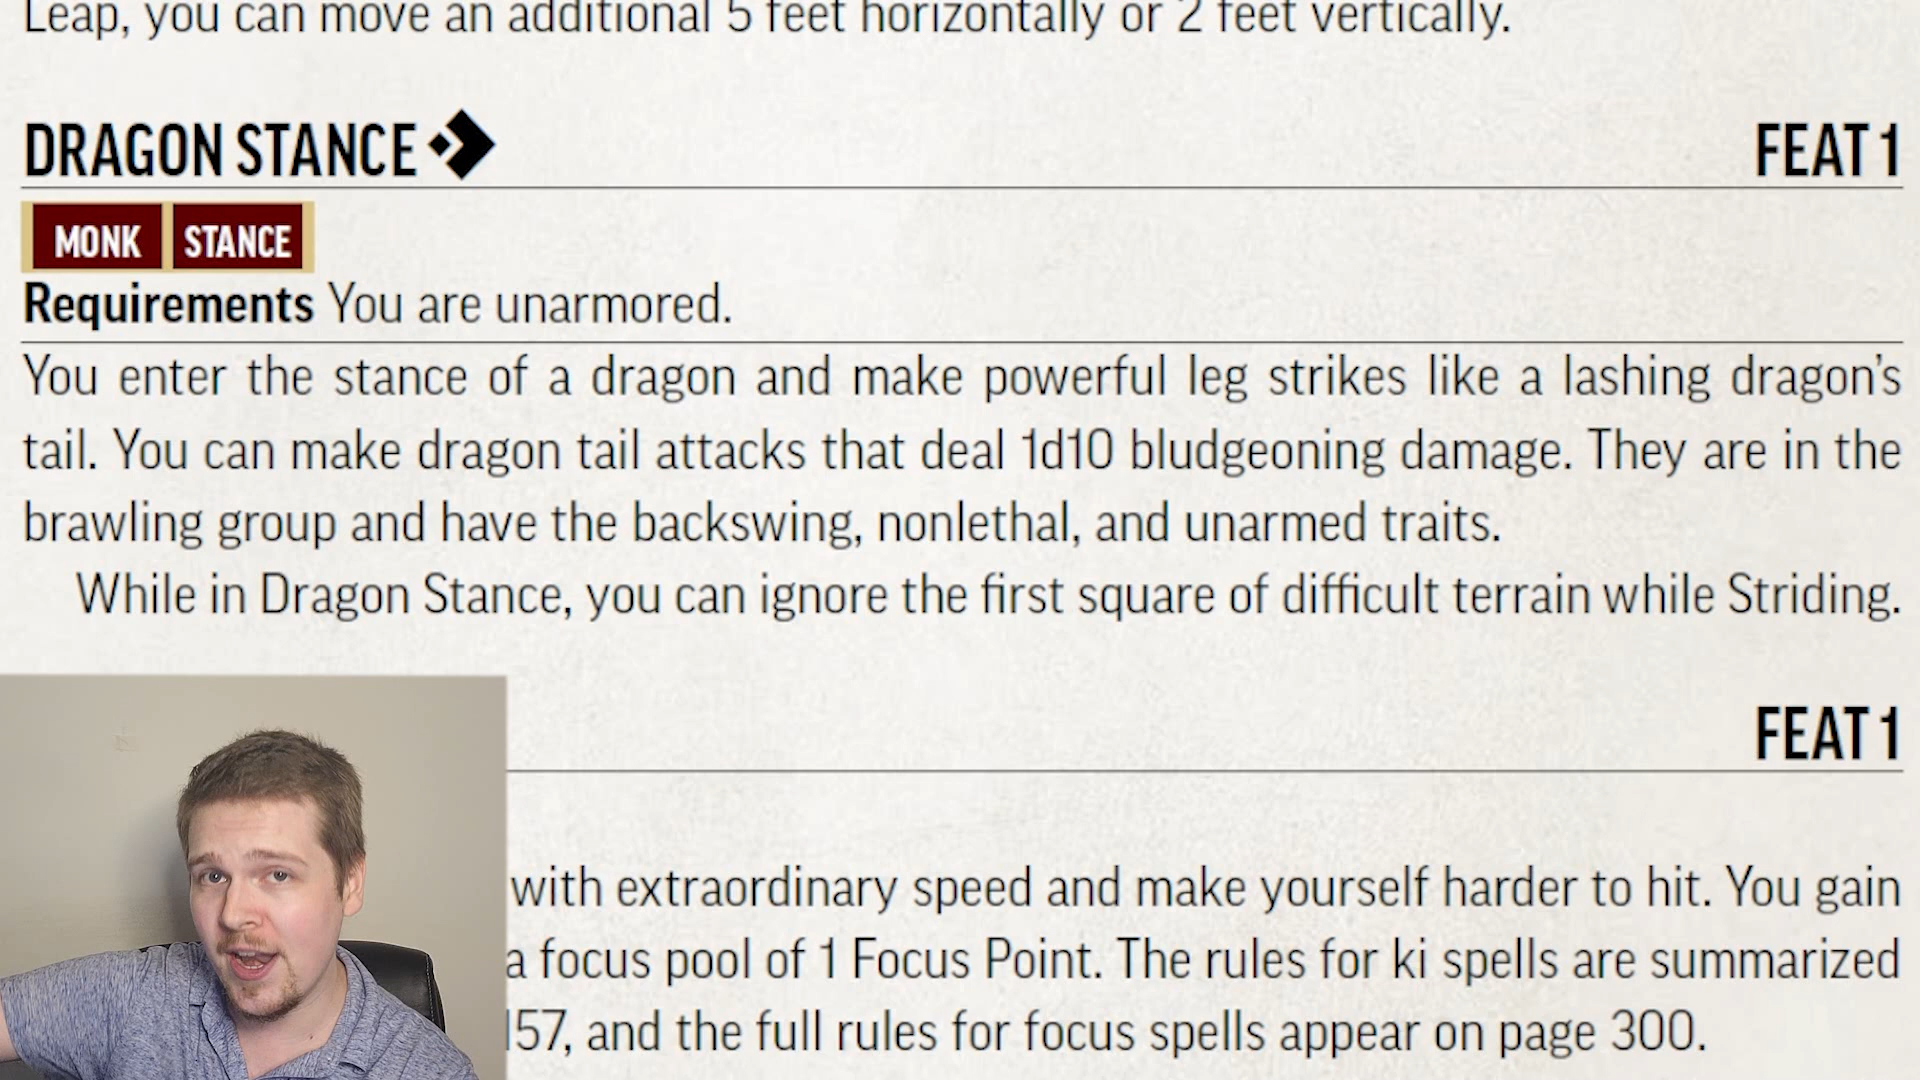 Leap, you can move an additional 5 feet horizontally or 2 feet vertically.
DRAGON STANCE FEAT 1
MONK STANCE
Requirements You are unarmored.
You enter the stance of a dragon and make powerful leg strikes like a lashing dragon's
tail. You can make dragon tail attacks that deal 1d10 bludgeoning damage. They are in the
brawling group and have the backswing, nonlethal, and unarmed traits.
While in Dragon Stance, you can ignore the first square of difficult terrain while Striding.
FEAT 1
with extraordinary speed and make yourself harder to hit. You gain
a focus pool of 1 Focus Point. The rules for ki spells are summarized
157, and the full rules for focus spells appear on page 300.